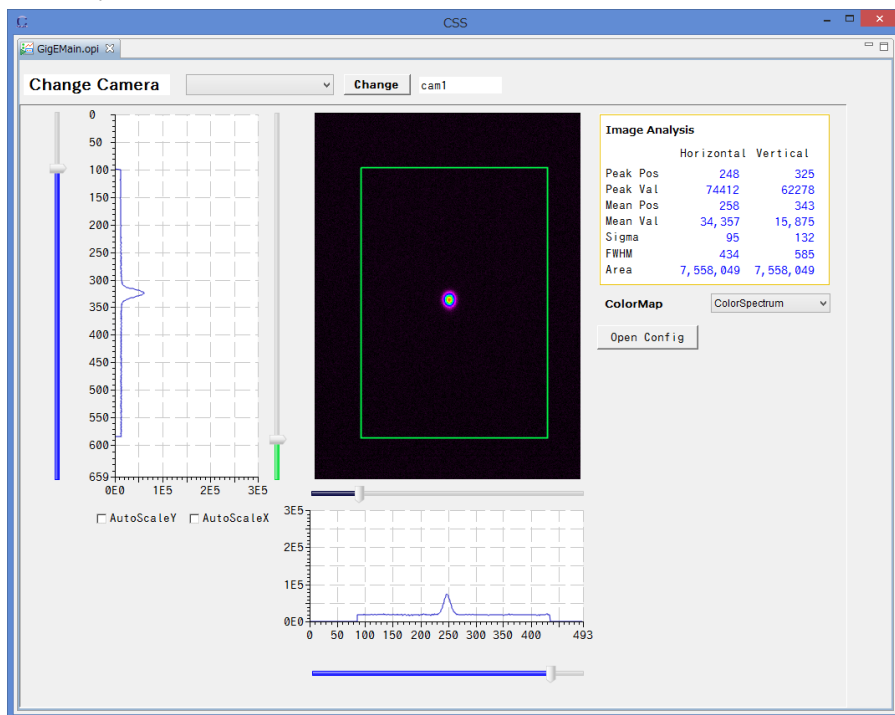 CSS
GigEMain.opi
Change Camera Change cam1
0
50
100
150
200
250
300
350
400
450
500
550
600
659
0E0 1E5 2E5 3E5
AutoScaleY AutoScaleX
Image Analysis
Horizontal Vertical
Peak Pos 248 325
Peak Val 74412 62278
Mean Pos 258 343
Mean Val 34,357 15,875
Sigma 95 132
FWHM 434 585
Area 7,558,049 7,558,049
ColorMap ColorSpectrum
Open Config
3E5
2E5
1E5
0E0
0 50 100 150 200 250 300 350 400 493